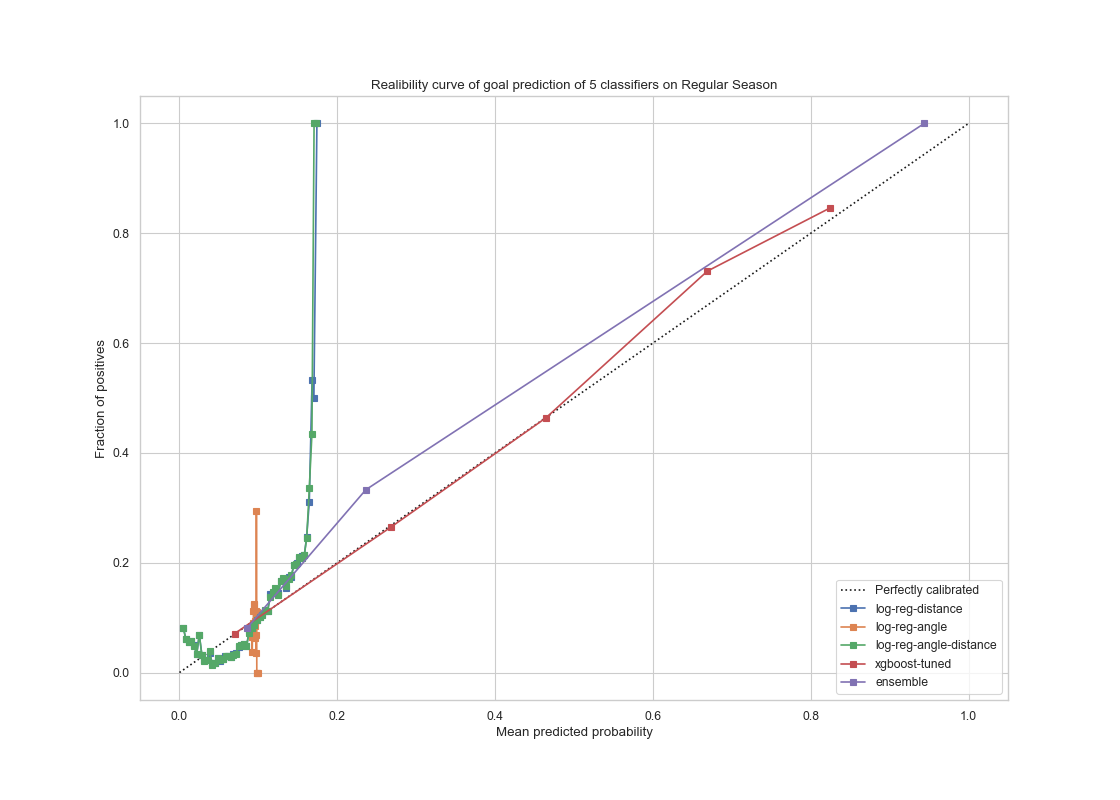 Realibility curve of goal prediction of 5 classifiers on Regular Season
Fraction of positives
1.0
0.8
0.6
0.4
0.2
0.0
0.0 0.2 0.4 0.6 0.8 1.0
Mean predicted probability
Perfectly calibrated
log-reg-distance
log-reg-angle
log-reg-angle-distance
xgboost-tuned
ensemble